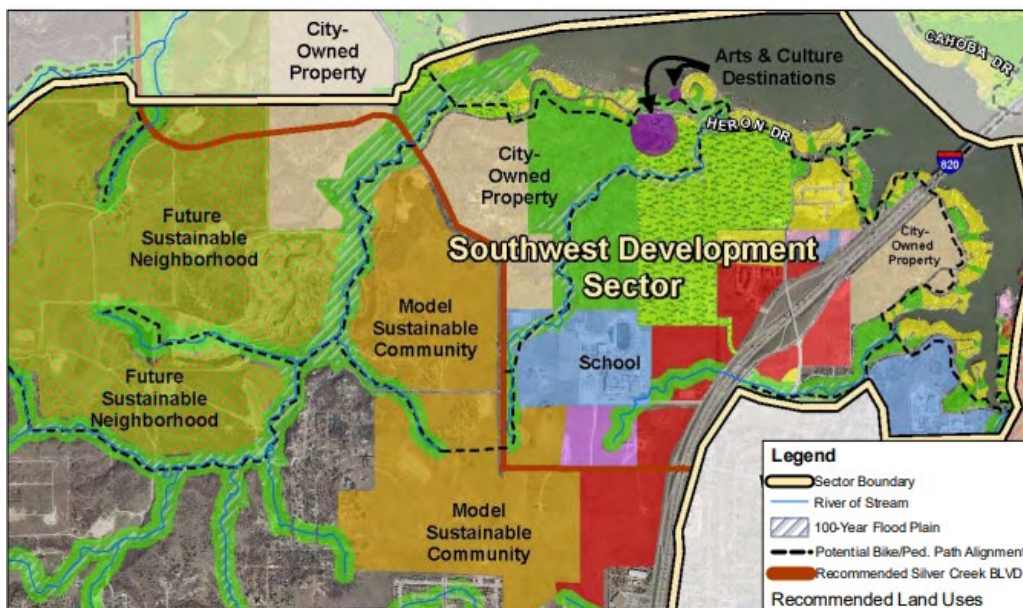 City-
Owned
Property
Arts & Culture
Destinations
CAHOBA DR
HERON DR
820
City-
Owned
Property
Future
Sustainable
Neighborhood
City-Owned
Property
Southwest Development
Sector
Model
Sustainable
Community
School
Future
Sustainable
Neighborhood
Model
Sustainable
Community
Legend
Sector Boundary
River of Stream
100-Year Flood Plain
Potential Bike/Ped. Path Alignment
Recommended Silver Creek BLVD
Recommended Land Uses